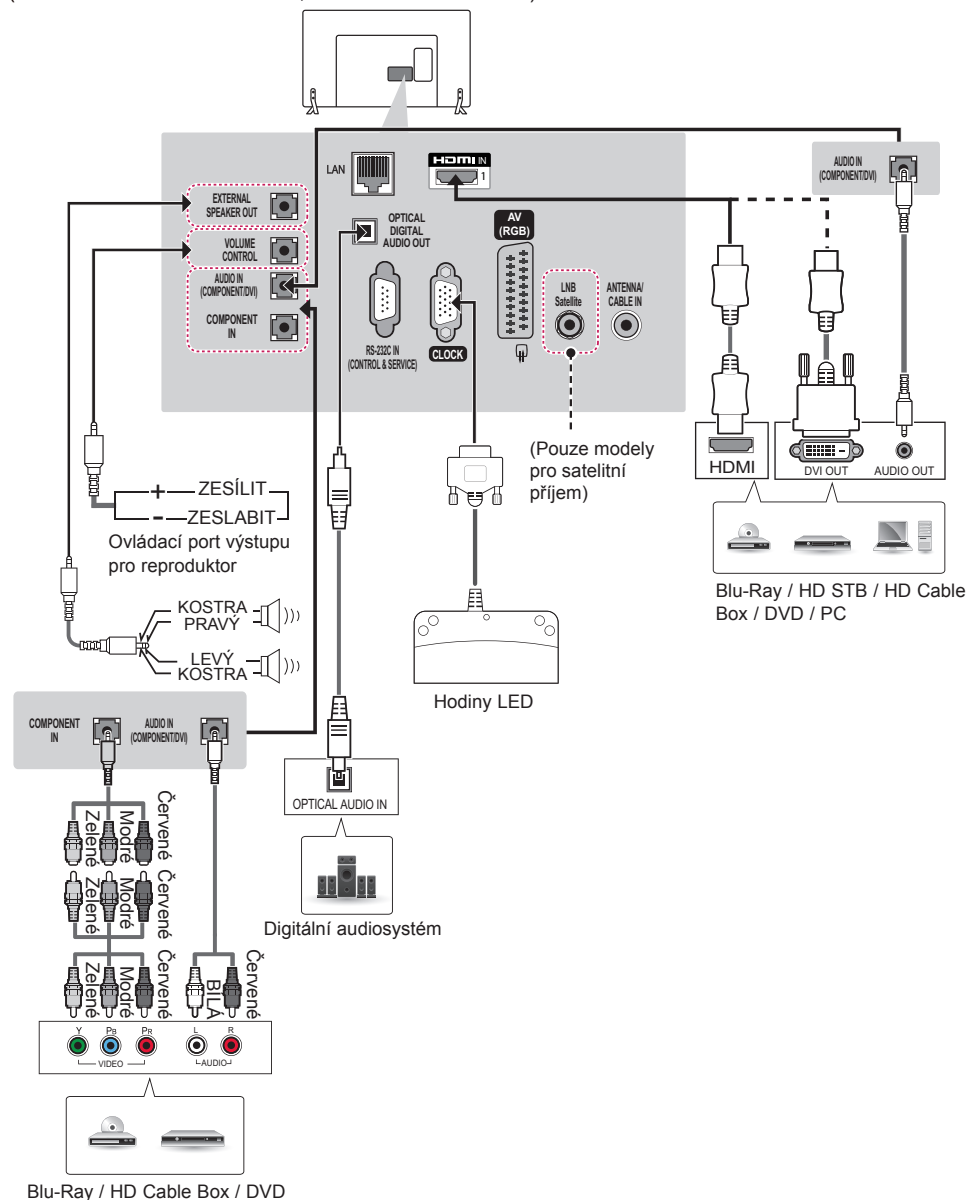 LAN
HDMI IN
1
EXTERNAL
SPEAKER OUT
VOLUME
CONTROL
AUDIO IN
(COMPONENT/DVI)
COMPONENT
IN
OPTICAL
DIGITAL
AUDIO OUT
AV
(RGB)
RS-232C IN
(CONTROL & SERVICE)
CLOCK
LNB
Satellite
ANTENNA/
CABLE IN
AUDIO IN
(COMPONENT/DVI)
(Pouze modely
pro satelitní
příjem)
HDMI
DVI OUT
AUDIO OUT
Blu-Ray / HD STB / HD Cable
Box / DVD / PC
+ ZESÍLIT
- ZESLABIT
Ovládací port výstupu
pro reproduktor
KOSTRA
PRAVÝ
LEVÝ
KOSTRA
Hodiny LED
COMPONENT
IN
AUDIO IN
(COMPONENT/DVI)
OPTICAL AUDIO IN
Digitální audiosystém
Zelené
Modré
Červené
Zelené
Modré
Červené
Zelené
Modré
Červené
BÍLÁ
Červené
Y
PB
PR
VIDEO
L
R
AUDIO
Blu-Ray / HD Cable Box / DVD